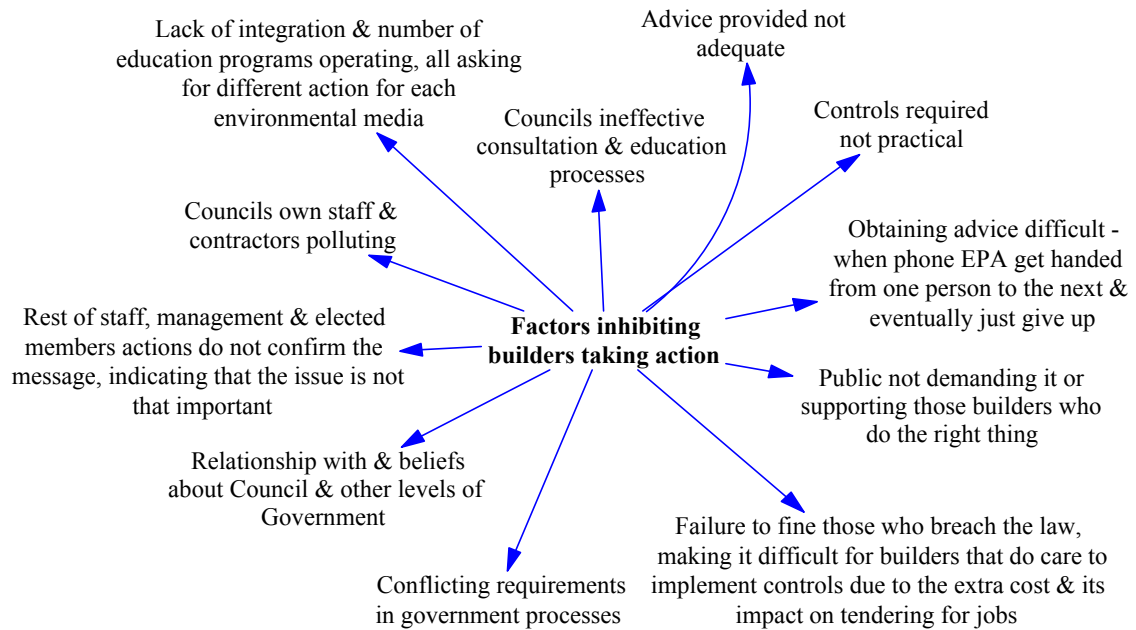 Lack of integration & number of
education programs operating, all asking
for different action for each
environmental media
Advice provided not
adequate
Councils ineffective
consultation & education
processes
Controls required
not practical
Councils own staff &
contractors polluting
Obtaining advice difficult -
when phone EPA get handed
from one person to the next &
eventually just give up
Rest of staff, management & elected
members actions do not confirm the
message, indicating that the issue is not
that important
Factors inhibiting
builders taking action
Public not demanding it or
supporting those builders who
do the right thing
Relationship with & beliefs
about Council & other levels of
Government
Failure to fine those who breach the law,
making it difficult for builders that do care to
implement controls due to the extra cost & its
impact on tendering for jobs
Conflicting requirements
in government processes